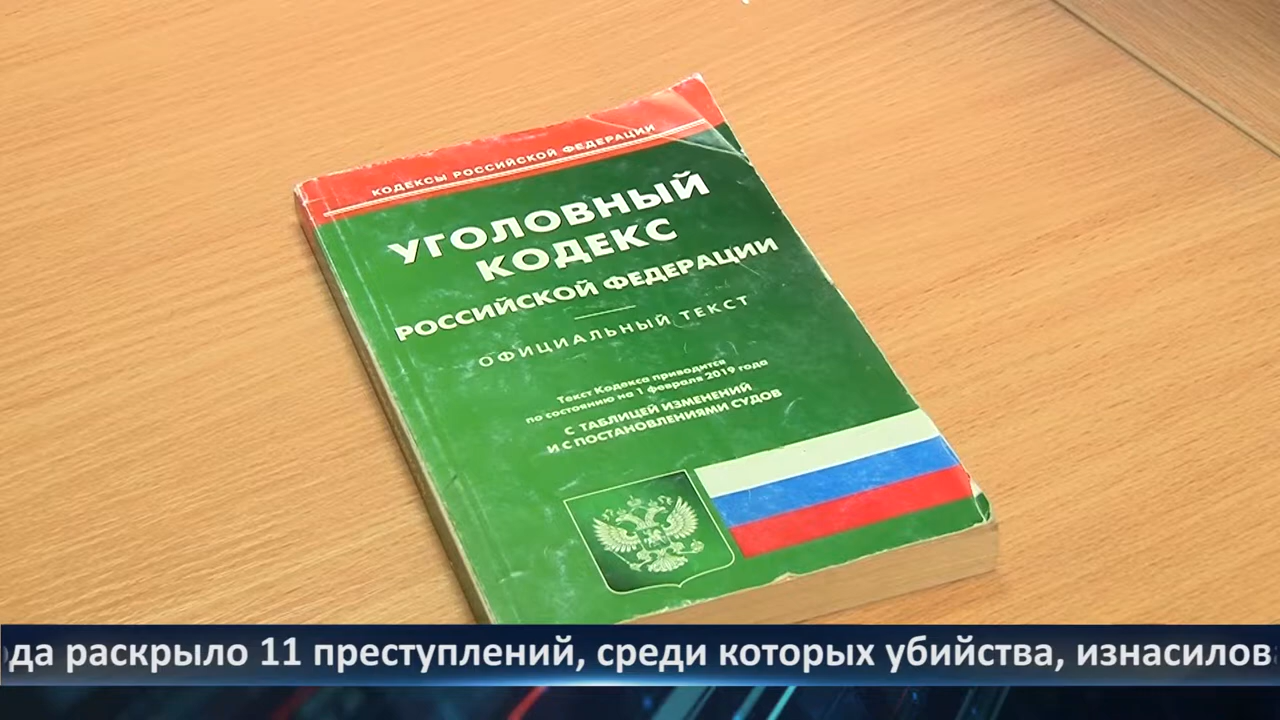 КОДЕКСЫ РОССИЙСКОЙ ФЕДЕРАЦИИ
УГОЛОВНЫЙ
КОДЕКС
РОССИЙСКОЙ ФЕДЕРАЦИИ
ОФИЦИАЛЬНЫЙ ТЕКСТ
Текст Кодекса приводится
по состоянию на 1 февраля 2019 года
С ТАБЛИЦЕЙ ИЗМЕНЕНИЙ
И С ПОСТАНОВЛЕНИЯМИ СУДОВ
ода раскрыло 11 преступлений, среди которых убийства, изнасилов